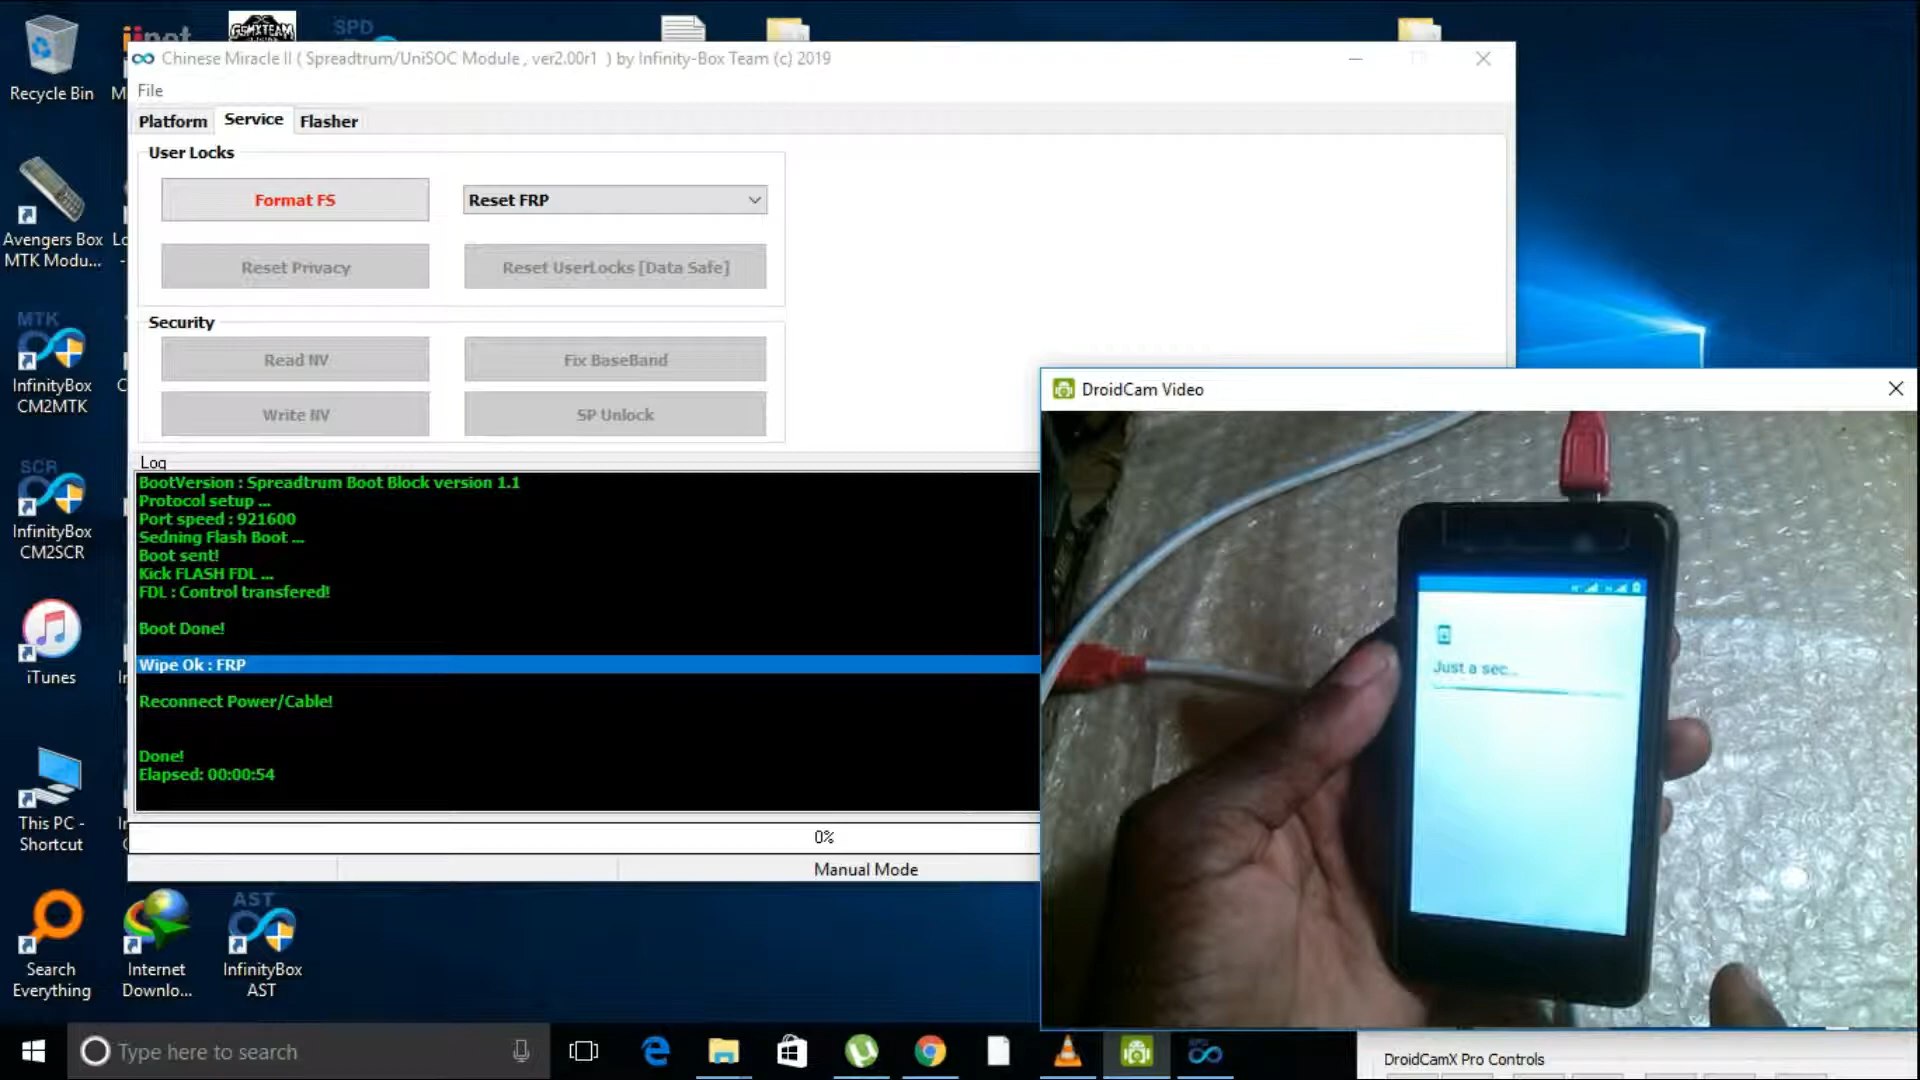 iinet
GSMXTEAM
SPD
Recycle Bin
M
Chinese Miracle II ( Spreadtrum/UniSOC Module , ver2.00r1 ) by Infinity-Box Team (c) 2019
File
Platform
Service
Flasher
User Locks
Format FS
Reset FRP
Reset Privacy
Reset UserLocks [Data Safe]
Security
Read NV
Fix BaseBand
Write NV
SP Unlock
Log
BootVersion : Spreadtrum Boot Block version 1.1
Protocol setup ...
Port speed : 921600
Sedning Flash Boot ...
Boot sent!
Kick FLASH FDL ...
FDL : Control transfered!
Boot Done!
Wipe Ok : FRP
Reconnect Power/Cable!
Done!
Elapsed: 00:00:54
0%
Manual Mode
Avengers Box
MTK Modu...
MTK
InfinityBox
CM2MTK
SCR
InfinityBox
CM2SCR
iTunes
This PC -
Shortcut
Search
Everything
Internet
Downlo...
AST
InfinityBox
AST
DroidCam Video
Just a sec...
Type here to search
DroidCamX Pro Controls